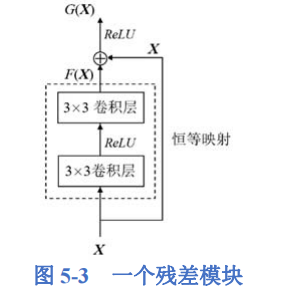 G(X)
ReLU
X
F(X)
3×3 卷积层
ReLU
恒等映射
3×3卷积层
X
图 5-3 一个残差模块